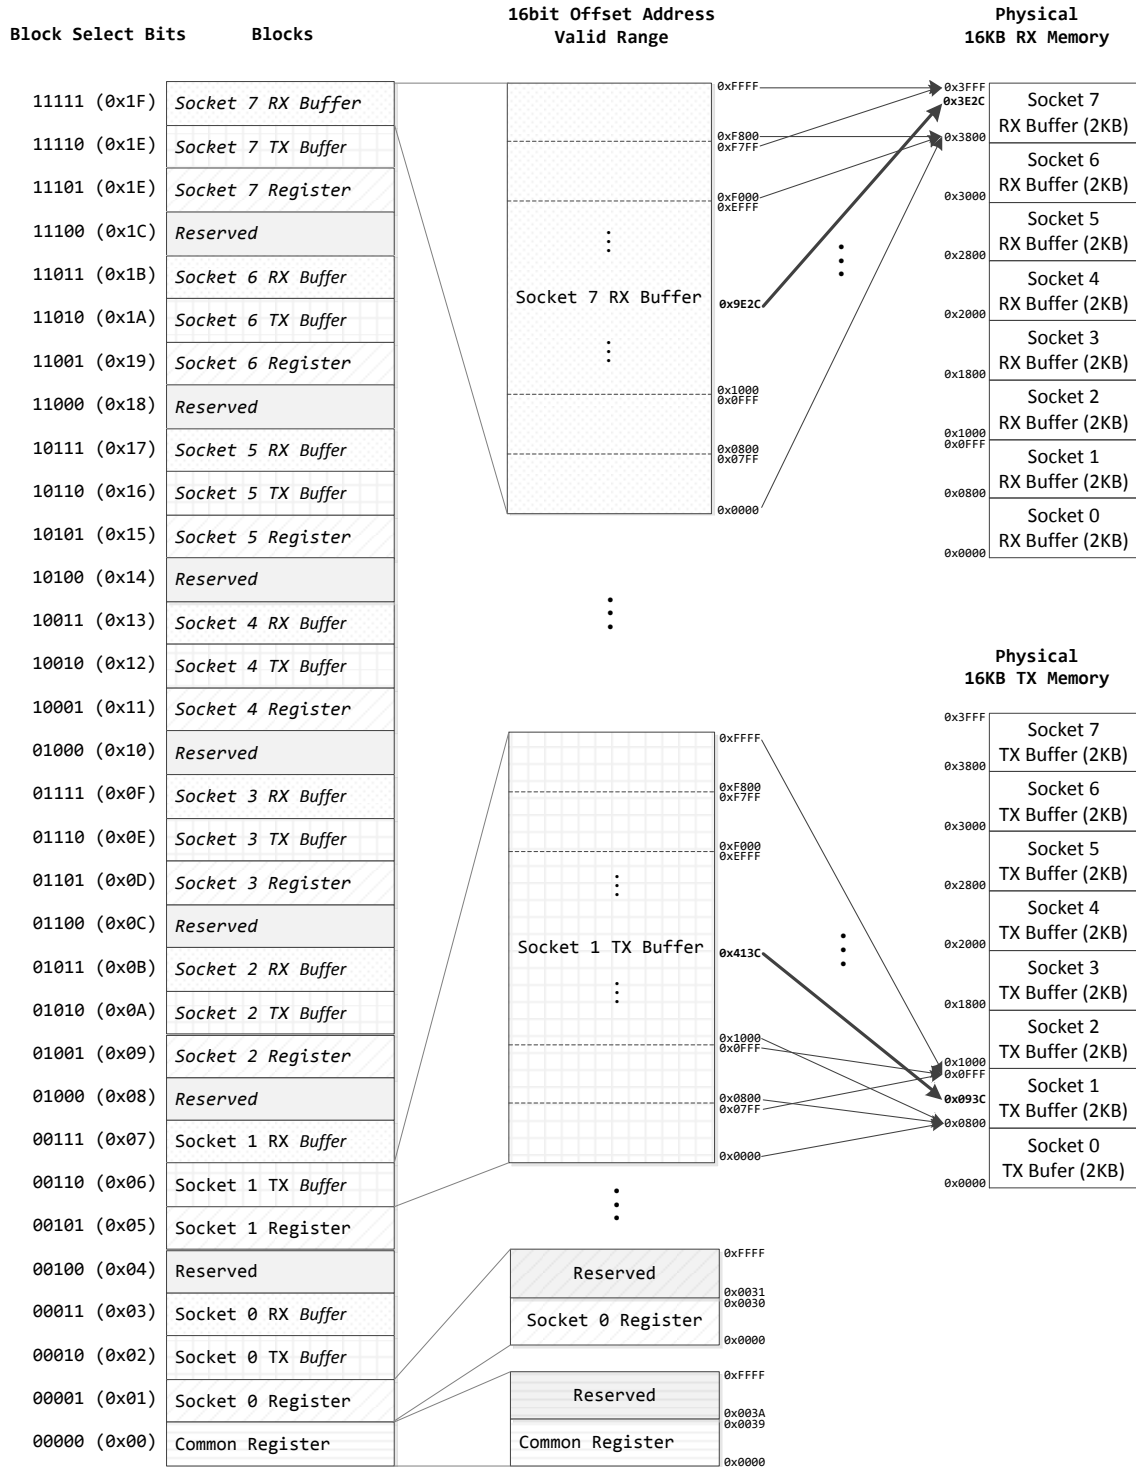 Block Select Bits
Blocks
16bit Offset Address
Valid Range
Physical
16KB RX Memory
11111 (0x1F)
Socket 7 RX Buffer
11110 (0x1E)
Socket 7 TX Buffer
11101 (0x1E)
Socket 7 Register
11100 (0x1C)
Reserved
11011 (0x1B)
Socket 6 RX Buffer
11010 (0x1A)
Socket 6 TX Buffer
11001 (0x19)
Socket 6 Register
11000 (0x18)
Reserved
10111 (0x17)
Socket 5 RX Buffer
10110 (0x16)
Socket 5 TX Buffer
10101 (0x15)
Socket 5 Register
10100 (0x14)
Reserved
10011 (0x13)
Socket 4 RX Buffer
10010 (0x12)
Socket 4 TX Buffer
10001 (0x11)
Socket 4 Register
01000 (0x10)
Reserved
01111 (0x0F)
Socket 3 RX Buffer
01110 (0x0E)
Socket 3 TX Buffer
01101 (0x0D)
Socket 3 Register
01100 (0x0C)
Reserved
01011 (0x0B)
Socket 2 RX Buffer
01010 (0x0A)
Socket 2 TX Buffer
01001 (0x09)
Socket 2 Register
01000 (0x08)
Reserved
00111 (0x07)
Socket 1 RX Buffer
00110 (0x06)
Socket 1 TX Buffer
00101 (0x05)
Socket 1 Register
00100 (0x04)
Reserved
00011 (0x03)
Socket 0 RX Buffer
00010 (0x02)
Socket 0 TX Buffer
00001 (0x01)
Socket 0 Register
00000 (0x00)
Common Register
0xFFFF
0xF800
0xF7FF
0xF000
0xEFFF
Socket 7 RX Buffer
0x9E2C
0x1000
0x0FFF
0x0800
0x07FF
0x0000
0x3FFF
0x3E2C
Socket 7
RX Buffer (2KB)
0x3800
Socket 6
RX Buffer (2KB)
0x3000
Socket 5
RX Buffer (2KB)
0x2800
Socket 4
RX Buffer (2KB)
0x2000
Socket 3
RX Buffer (2KB)
0x1800
Socket 2
RX Buffer (2KB)
0x1000
0x0FFF
Socket 1
RX Buffer (2KB)
0x0800
Socket 0
RX Buffer (2KB)
0x0000
Physical
16KB TX Memory
0xFFFF
0xF800
0xF7FF
0xF000
0xEFFF
Socket 1 TX Buffer
0x413C
0x1000
0x0FFF
0x0800
0x07FF
0x0000
0x3FFF
Socket 7
TX Buffer (2KB)
0x3800
Socket 6
TX Buffer (2KB)
0x3000
Socket 5
TX Buffer (2KB)
0x2800
Socket 4
TX Buffer (2KB)
0x2000
Socket 3
TX Buffer (2KB)
0x1800
Socket 2
TX Buffer (2KB)
0x1000
0x0FFF
Socket 1
TX Buffer (2KB)
0x093C
0x0800
Socket 0
TX Bufer (2KB)
0x0000
0xFFFF
Reserved
0x0031
0x0030
Socket 0 Register
0x0000
0xFFFF
Reserved
0x003A
0x0039
Common Register
0x0000